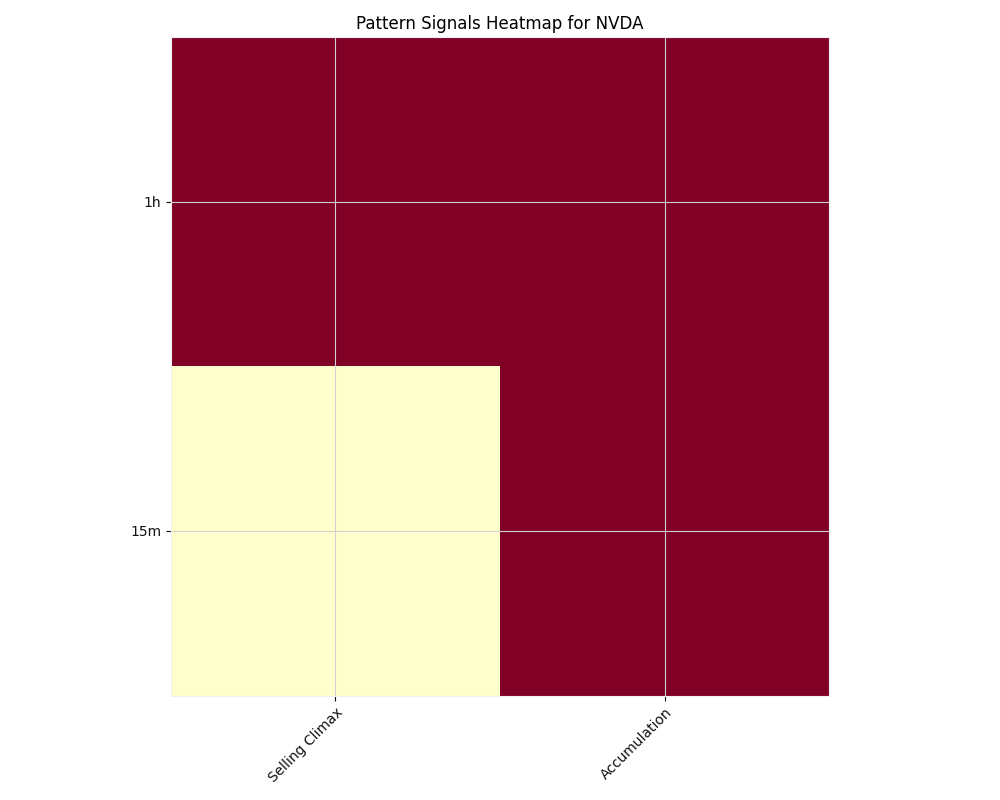 Pattern Signals Heatmap for NVDA
1h
15m
Selling Climax
Accumulation